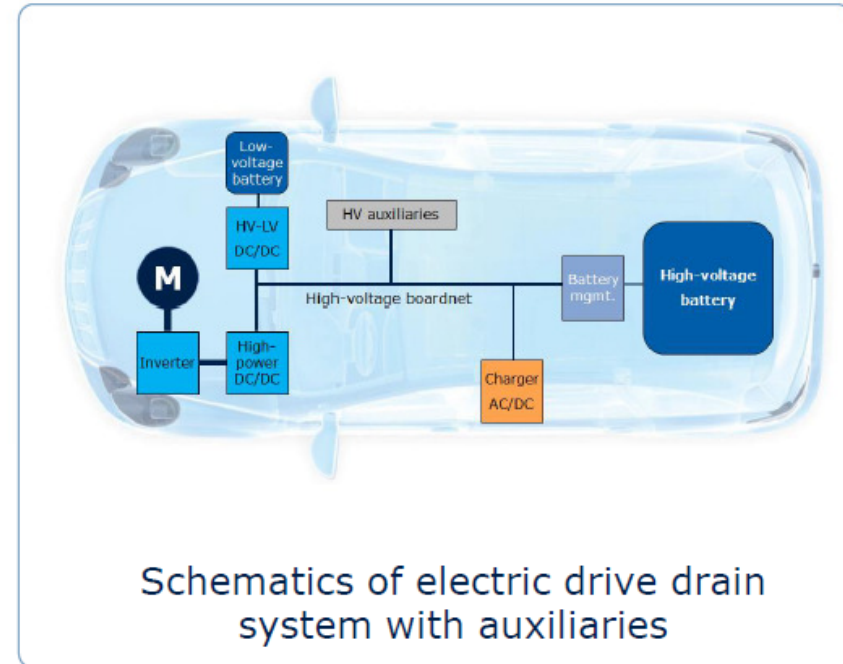 Low-
voltage
battery
HV-LV
DC/DC
HV auxiliaries
M
High-voltage boardnet
Battery
mgmt.
High-voltage
battery
Inverter
High-
power
DC/DC
Charger
AC/DC
Schematics of electric drive drain
system with auxiliaries